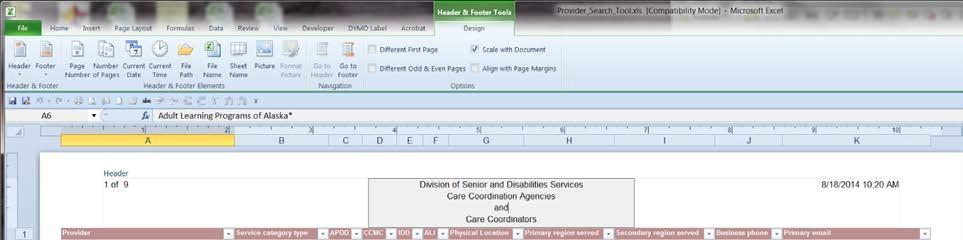 Header & Footer Tools
Provider_Search_Tool.xls [Compatibility Mode] - Microsoft Excel
File Home Insert Page Layout Formulas Data Review View Developer DYMO Label Acrobat Design
Header Footer Page Number Number of Pages Current Date Current Time File Path File Name Sheet Name Picture Format Picture Go to Header Go to Footer
Different First Page
Scale with Document
Different Odd & Even Pages
Align with Page Margins
Header & Footer Header & Footer Elements Navigation Options
A6 fx Adult Learning Programs of Alaska*
1 2 3 4 5 6 7 8 9 10
A B C D E F G H I J K
Header
1 of 9 Division of Senior and Disabilities Services 8/18/2014 10:20 AM
Care Coordination Agencies
and
Care Coordinators
1 Provider Service category type APDD CCMC IDD ALI Physical Location Primary region served Secondary region served Business phone Primary email